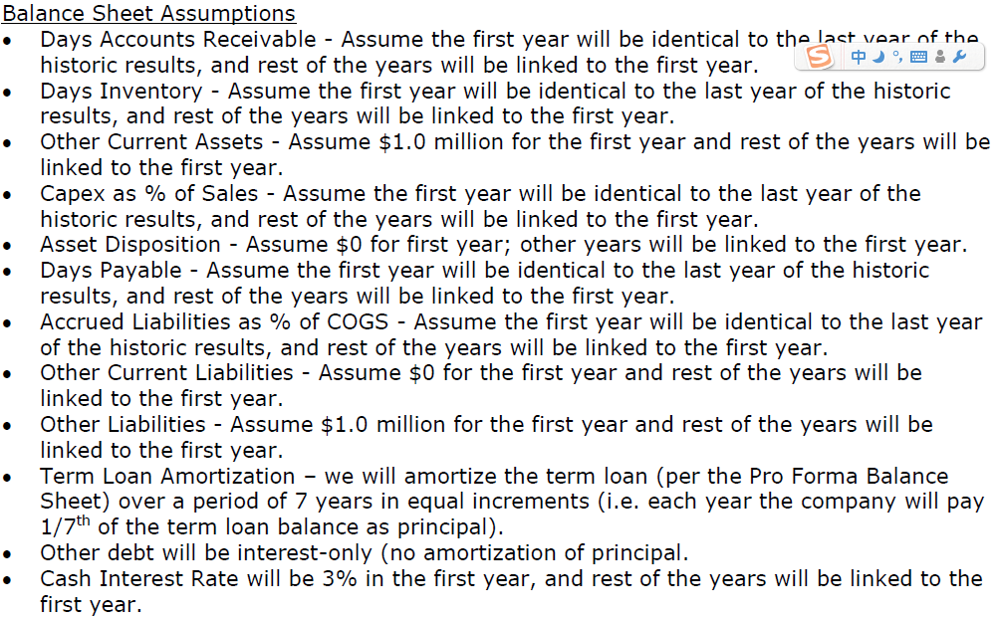 Balance Sheet Assumptions
• Days Accounts Receivable - Assume the first year will be identical to the last year of the
historic results, and rest of the years will be linked to the first year.
中
• Days Inventory - Assume the first year will be identical to the last year of the historic
results, and rest of the years will be linked to the first year.
• Other Current Assets - Assume $1.0 million for the first year and rest of the years will be
linked to the first year.
• Capex as % of Sales - Assume the first year will be identical to the last year of the
historic results, and rest of the years will be linked to the first year.
• Asset Disposition - Assume $0 for first year; other years will be linked to the first year.
• Days Payable - Assume the first year will be identical to the last year of the historic
results, and rest of the years will be linked to the first year.
• Accrued Liabilities as % of COGS - Assume the first year will be identical to the last year
of the historic results, and rest of the years will be linked to the first year.
• Other Current Liabilities - Assume $0 for the first year and rest of the years will be
linked to the first year.
• Other Liabilities - Assume $1.0 million for the first year and rest of the years will be
linked to the first year.
• Term Loan Amortization – we will amortize the term loan (per the Pro Forma Balance
Sheet) over a period of 7 years in equal increments (i.e. each year the company will pay
1/7th of the term loan balance as principal).
• Other debt will be interest-only (no amortization of principal.
• Cash Interest Rate will be 3% in the first year, and rest of the years will be linked to the
first year.